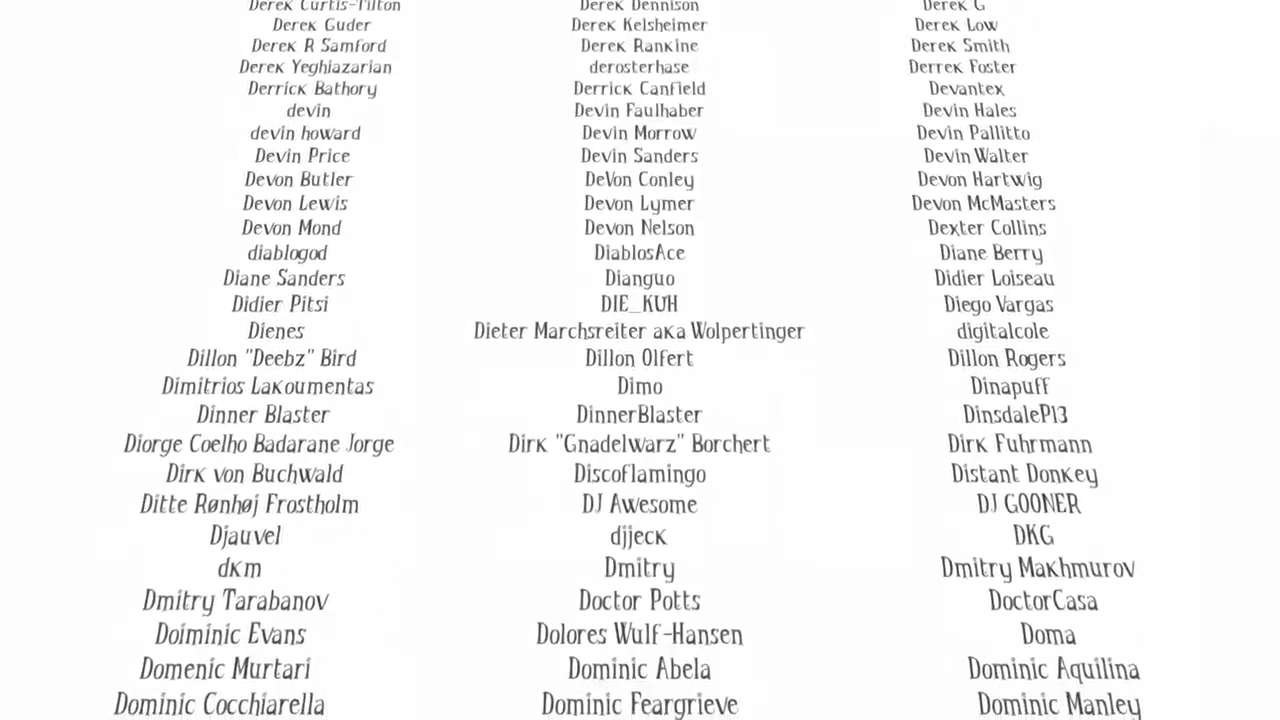 Derek Curtis-Tilton Derek Dennison Derek G
Derek Guder Derek Kelsheimer Derek Low
Derek R Samford Derek Rankine Derek Smith
Derek Yeghiazarian derosterhase Derrek Foster
Derrick Bathory Derrick Canfield Devantex
devin Devin Faulhaber Devin Hales
devin howard Devin Morrow Devin Pallitto
Devin Price Devin Sanders Devin Walter
Devon Butler DeVon Conley Devon Hartwig
Devon Lewis Devon Lymer Devon McMasters
Devon Mond Devon Nelson Dexter Collins
diablogod DiablosAce Diane Berry
Diane Sanders Dianguo Didier Loiseau
Didier Pitsi DIE_KUH Diego Vargas
Dienes Dieter Marchsreiter aka Wolpertinger digitalcole
Dillon "Deebz" Bird Dillon Olfert Dillon Rogers
Dimitrios Lakoumentas Dimo Dinapuff
Dinner Blaster DinnerBlaster DinsdaleP13
Diorge Coelho Badarane Jorge Dirk "Gnadelwarz" Borchert Dirk Fuhrmann
Dirk von Buchwald Discoflamingo Distant Donkey
Ditte Rønhøj Frostholm DJ Awesome DJ GOONER
Djauvel djjeck DKG
dkm Dmitry Dmitry Makhmurov
Dmitry Tarabanov Doctor Potts DoctorCasa
Doiminic Evans Dolores Wulf-Hansen Doma
Domenic Murtari Dominic Abela Dominic Aquilina
Dominic Cocchiarella Dominic Feargrieve Dominic Manley